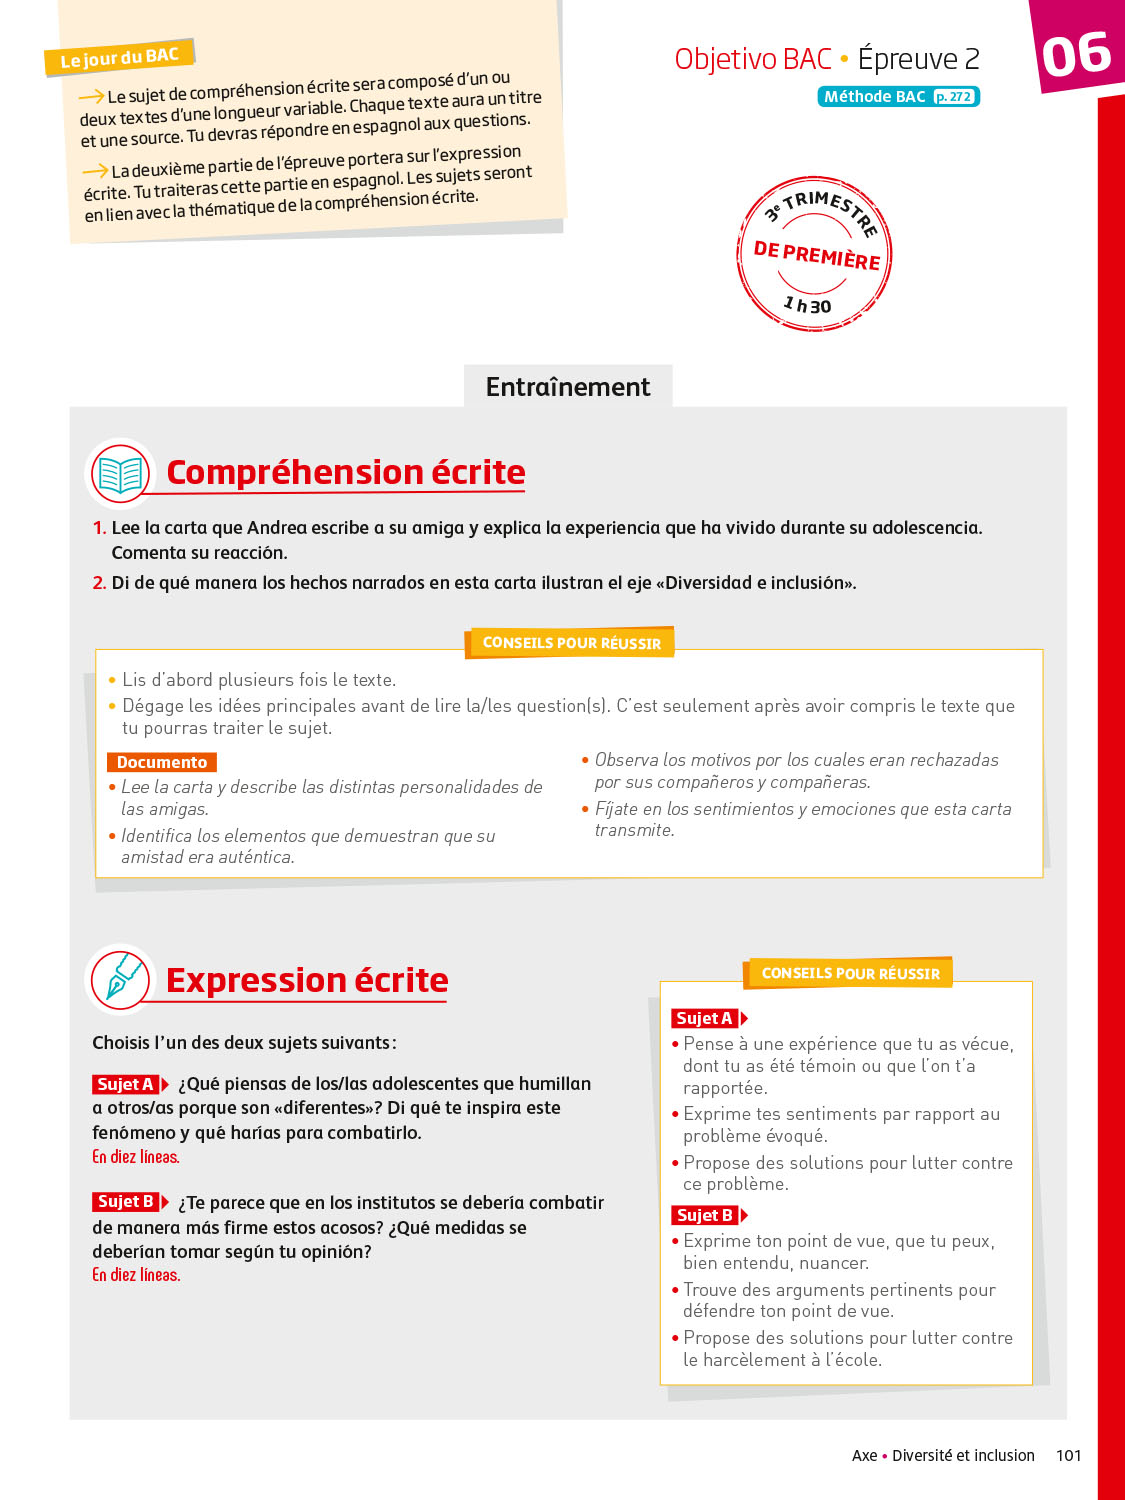 Le jour du BAC
Le sujet de compréhension écrite sera composé d'un ou
deux textes d'une longueur variable. Chaque texte aura un titre
et une source. Tu devras répondre en espagnol aux questions.
La deuxième partie de l'épreuve portera sur l'expression
écrite. Tu traiteras cette partie en espagnol. Les sujets seront
en lien avec la thématique de la compréhension écrite.
Objetivo BAC • Épreuve 2
Méthode BAC p. 272
06
3e TRIMESTRE
DE PREMIÈRE
1 h 30
Entraînement
Compréhension écrite
1. Lee la carta que Andrea escribe a su amiga y explica la experiencia que ha vivido durante su adolescencia.
Comenta su reacción.
2. Di de qué manera los hechos narrados en esta carta ilustran el eje «Diversidad e inclusión».
CONSEILS POUR RÉUSSIR
• Lis d'abord plusieurs fois le texte.
• Dégage les idées principales avant de lire la/les question(s). C'est seulement après avoir compris le texte que
tu pourras traiter le sujet.
Documento
• Lee la carta y describe las distintas personalidades de
las amigas.
• Identifica los elementos que demuestran que su
amistad era auténtica.
• Observa los motivos por los cuales eran rechazadas
por sus compañeros y compañeras.
• Fíjate en los sentimientos y emociones que esta carta
transmite.
Expression écrite
Choisis l'un des deux sujets suivants :
Sujet A ¿Qué piensas de los/las adolescentes que humillan
a otros/as porque son «diferentes»? Di qué te inspira este
fenómeno y qué harías para combatirlo.
En diez líneas.
Sujet B ¿Te parece que en los institutos se debería combatir
de manera más firme estos acosos? ¿Qué medidas se
deberían tomar según tu opinión?
En diez líneas.
CONSEILS POUR RÉUSSIR
Sujet A
• Pense à une expérience que tu as vécue,
dont tu as été témoin ou que l'on t'a
rapportée.
• Exprime tes sentiments par rapport au
problème évoqué.
• Propose des solutions pour lutter contre
ce problème.
Sujet B
• Exprime ton point de vue, que tu peux,
bien entendu, nuancer.
• Trouve des arguments pertinents pour
défendre ton point de vue.
• Propose des solutions pour lutter contre
le harcèlement à l'école.
Axe • Diversité et inclusion 101